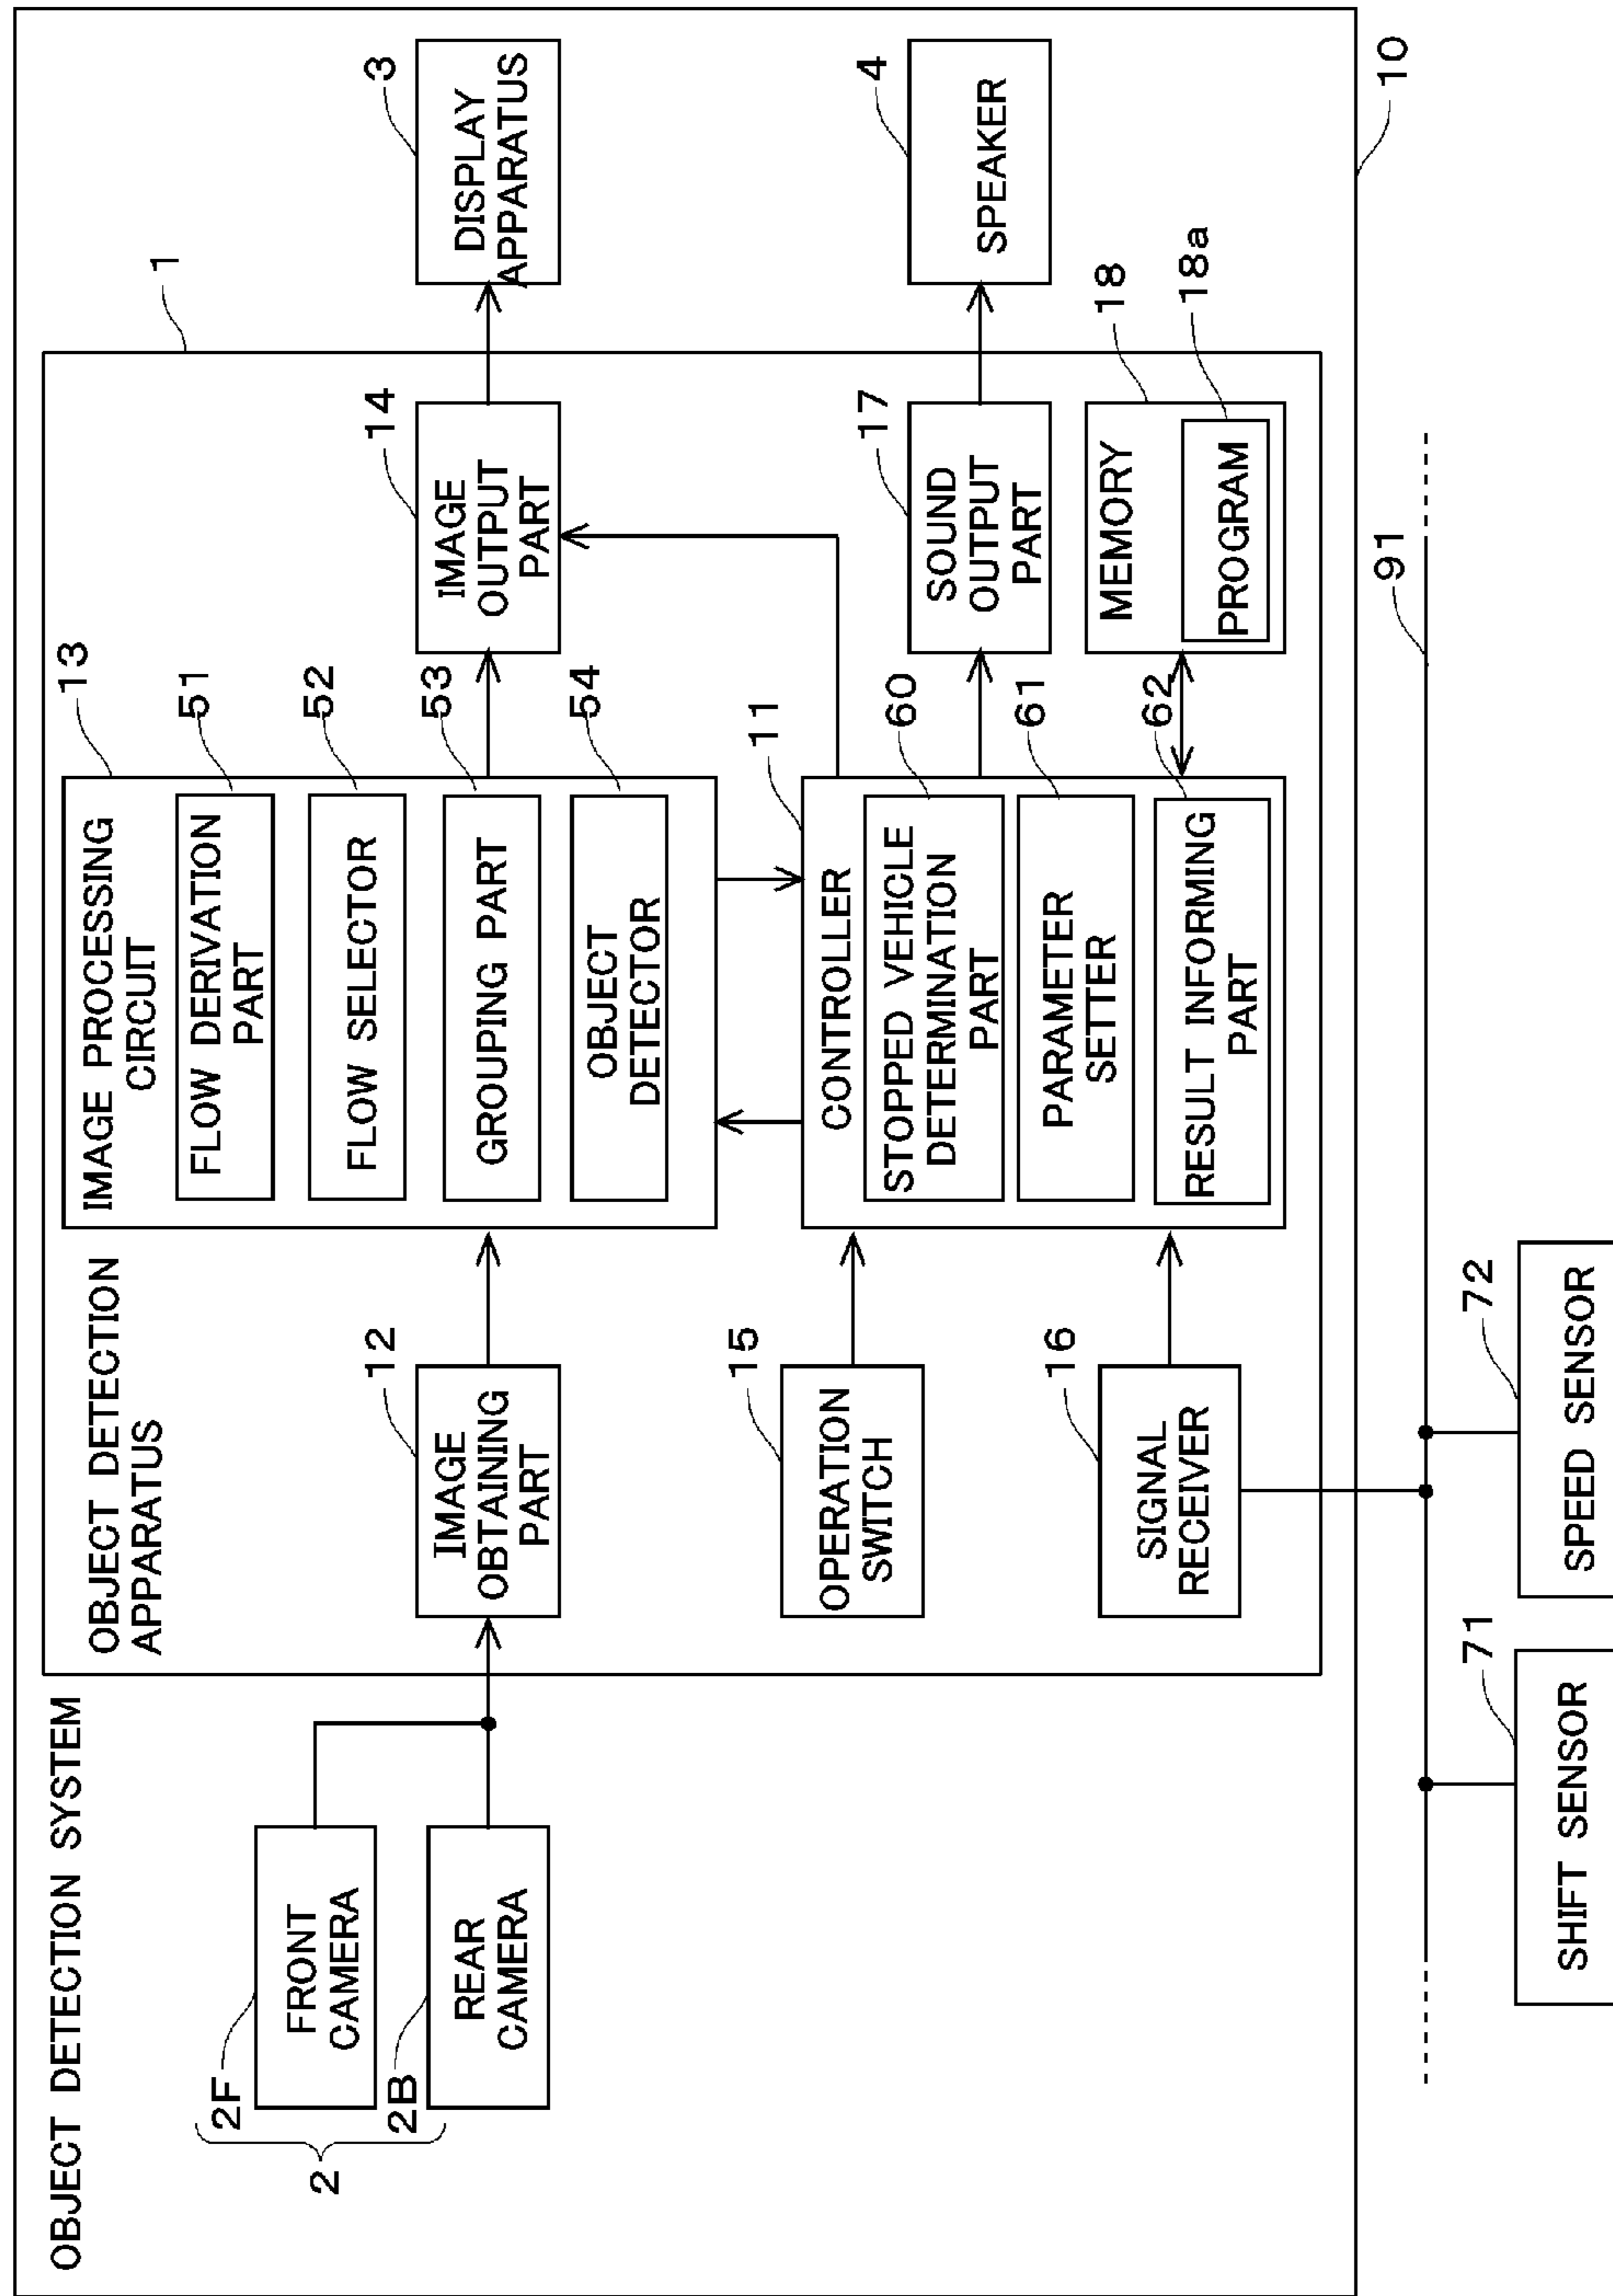 OBJECT DETECTION SYSTEM
10
OBJECT DETECTION
APPARATUS
1
2
2F
FRONT
CAMERA
2B
REAR
CAMERA
12
IMAGE
OBTAINING
PART
13
IMAGE PROCESSING
CIRCUIT
51
FLOW DERIVATION
PART
52
FLOW SELECTOR
53
GROUPING PART
54
OBJECT
DETECTOR
14
IMAGE
OUTPUT
PART
3
DISPLAY
APPARATUS
15
OPERATION
SWITCH
16
SIGNAL
RECEIVER
11
CONTROLLER
60
STOPPED VEHICLE
DETERMINATION
PART
61
PARAMETER
SETTER
62
RESULT INFORMING
PART
17
SOUND
OUTPUT
PART
4
SPEAKER
18
MEMORY
18a
PROGRAM
91
71
SHIFT SENSOR
72
SPEED SENSOR